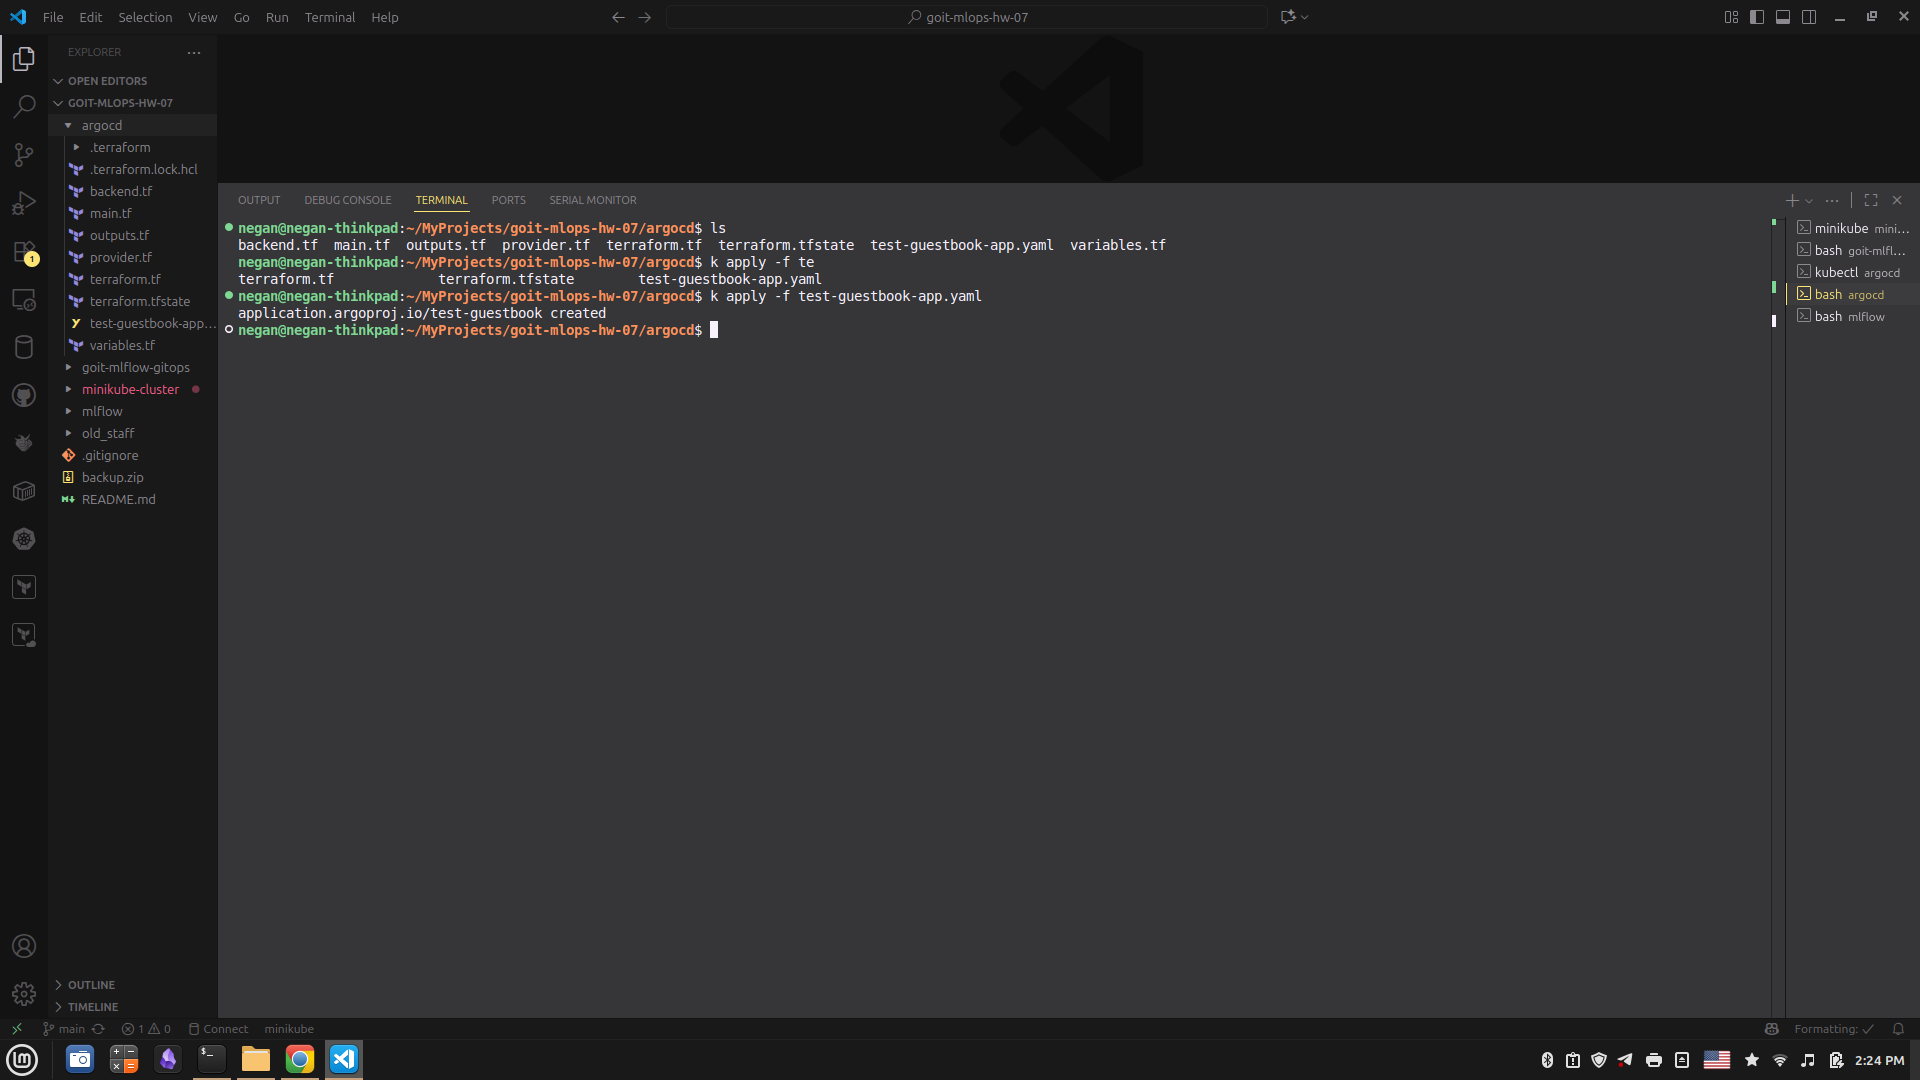 File Edit Selection View Go Run Terminal Help
goit-mlops-hw-07
EXPLORER
OPEN EDITORS
GOIT-MLOPS-HW-07
argocd
.terraform
.terraform.lock.hcl
backend.tf
main.tf
outputs.tf
provider.tf
terraform.tf
terraform.tfstate
test-guestbook-app...
variables.tf
goit-mlflow-gitops
minikube-cluster
mlflow
old_staff
.gitignore
backup.zip
README.md
OUTLINE
TIMELINE
1
OUTPUT DEBUG CONSOLE TERMINAL PORTS SERIAL MONITOR
negan@negan-thinkpad:~/MyProjects/goit-mlops-hw-07/argocd$ ls
backend.tf main.tf outputs.tf provider.tf terraform.tf terraform.tfstate test-guestbook-app.yaml variables.tf
negan@negan-thinkpad:~/MyProjects/goit-mlops-hw-07/argocd$ k apply -f te
terraform.tf terraform.tfstate test-guestbook-app.yaml
negan@negan-thinkpad:~/MyProjects/goit-mlops-hw-07/argocd$ k apply -f test-guestbook-app.yaml
application.argoproj.io/test-guestbook created
negan@negan-thinkpad:~/MyProjects/goit-mlops-hw-07/argocd$
minikube mini...
bash goit-mlfl...
kubectl argocd
bash argocd
bash mlflow
main 1 0 Connect minikube
Formatting: ✓
2:24 PM